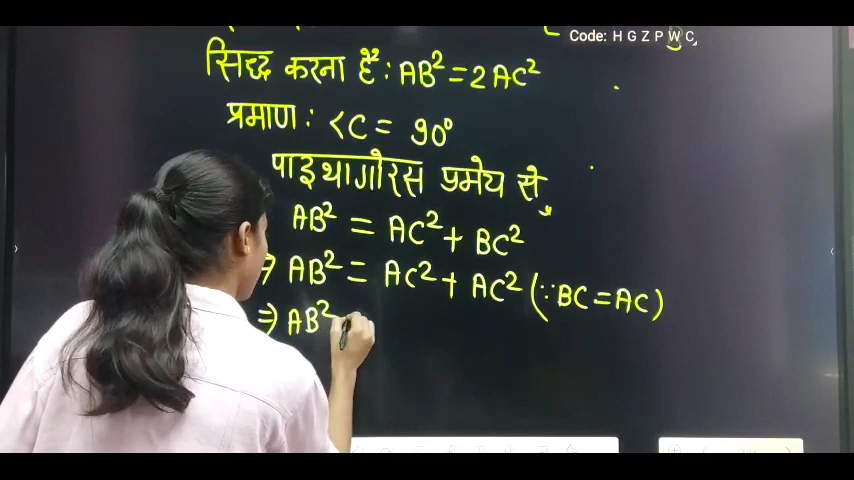 Code: H G Z P W C
सिद्ध करना है : AB² = 2AC²
प्रमाण : <C = 90°
पाइथागोरस प्रमेय से
AB² = AC² + BC²
⇒ AB² = AC² + AC² (∵ BC = AC)
⇒ AB²